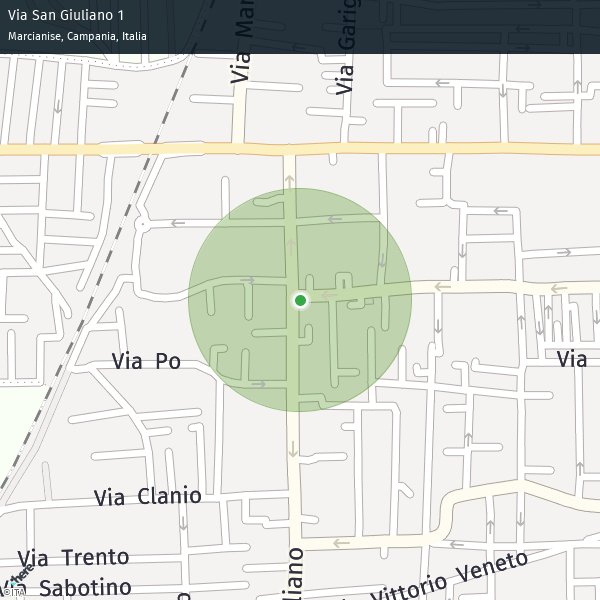 Via San Giuliano 1
Marcianise, Campania, Italia
Via Mar
Via Garig
Via Po
Via
Via Clanio
Via Trento
Via Sabotino
liano
Vittorio Veneto
here